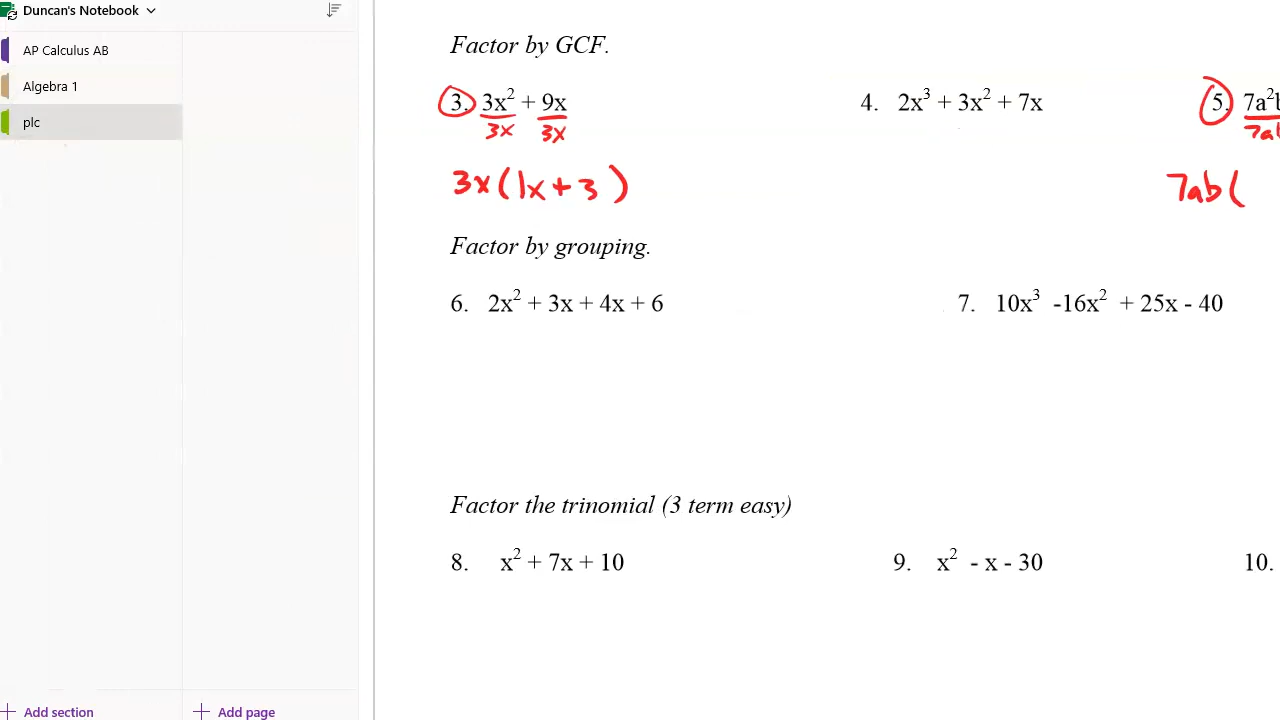 Duncan's Notebook
AP Calculus AB
Algebra 1
plc
Add section
Add page
Factor by GCF.
3. 3x² + 9x
3x 3x
3x(1x + 3)
4. 2x³ + 3x² + 7x
5. 7a²b
7ab
7ab(
Factor by grouping.
6. 2x² + 3x + 4x + 6
7. 10x³ -16x² + 25x - 40
Factor the trinomial (3 term easy)
8. x² + 7x + 10
9. x² - x - 30
10.